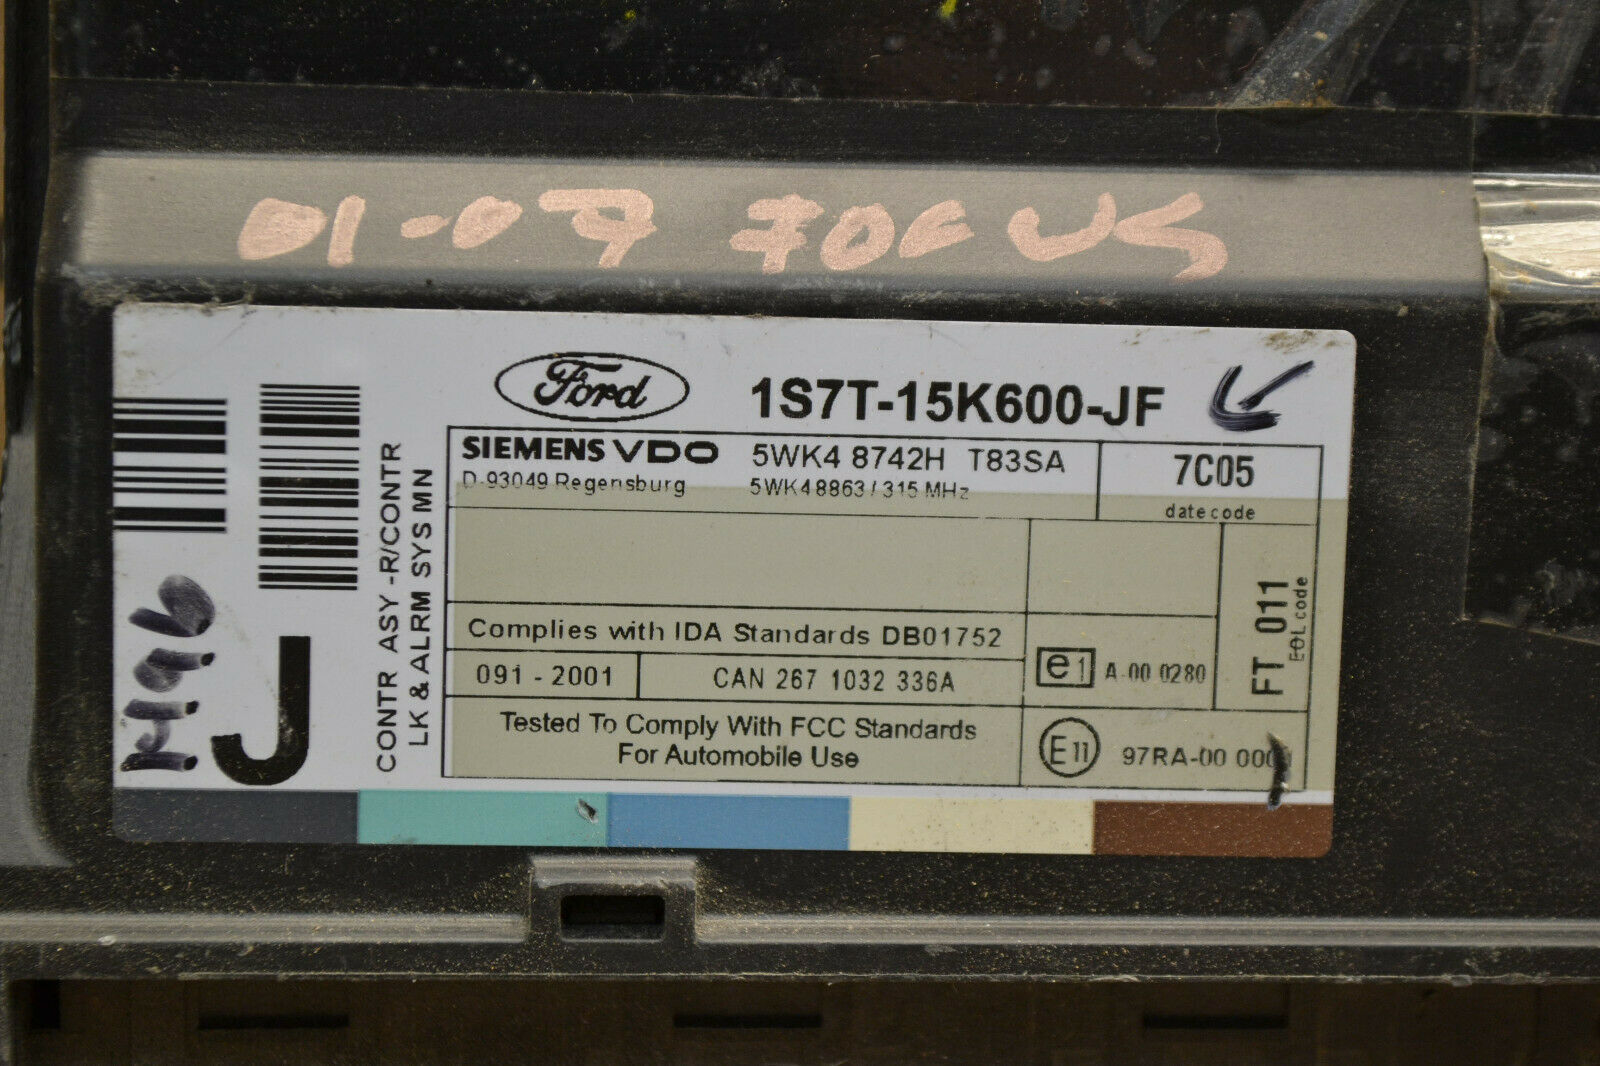 01-07 FOCUS
Ford
1S7T-15K600-JF
SIEMENS VDO
5WK4 8742H T83SA
7C05
D-93049 Regensburg
5WK48863 / 315 MHz
date code
CONTR ASY -R/CONTR
LK & ALRM SYS MN
H96
J
Complies with IDA Standards DB01752
091 - 2001
CAN 267 1032 336A
e1
A-00 0280
FT 011
EOL code
Tested To Comply With FCC Standards
For Automobile Use
E11
97RA-00